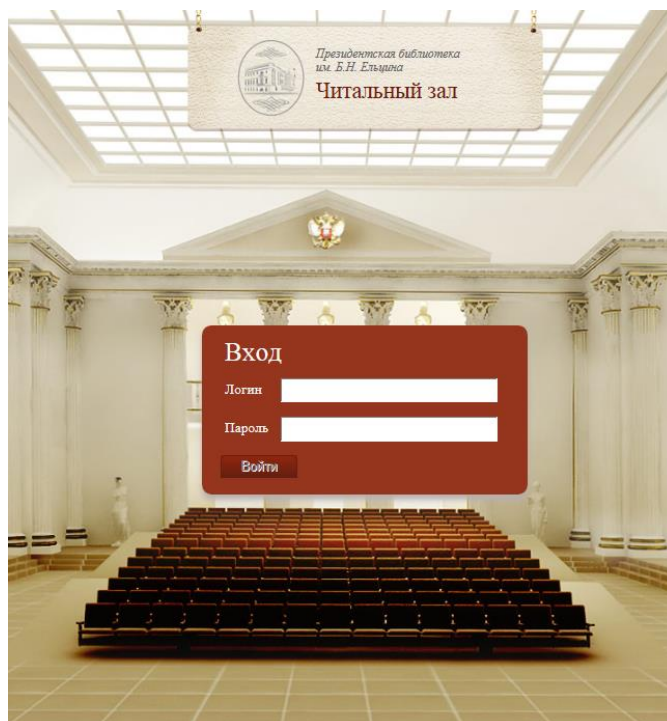 Президентская библиотека
им. Б.Н. Ельцина
Читальный зал
Вход
Логин
Пароль
Войти